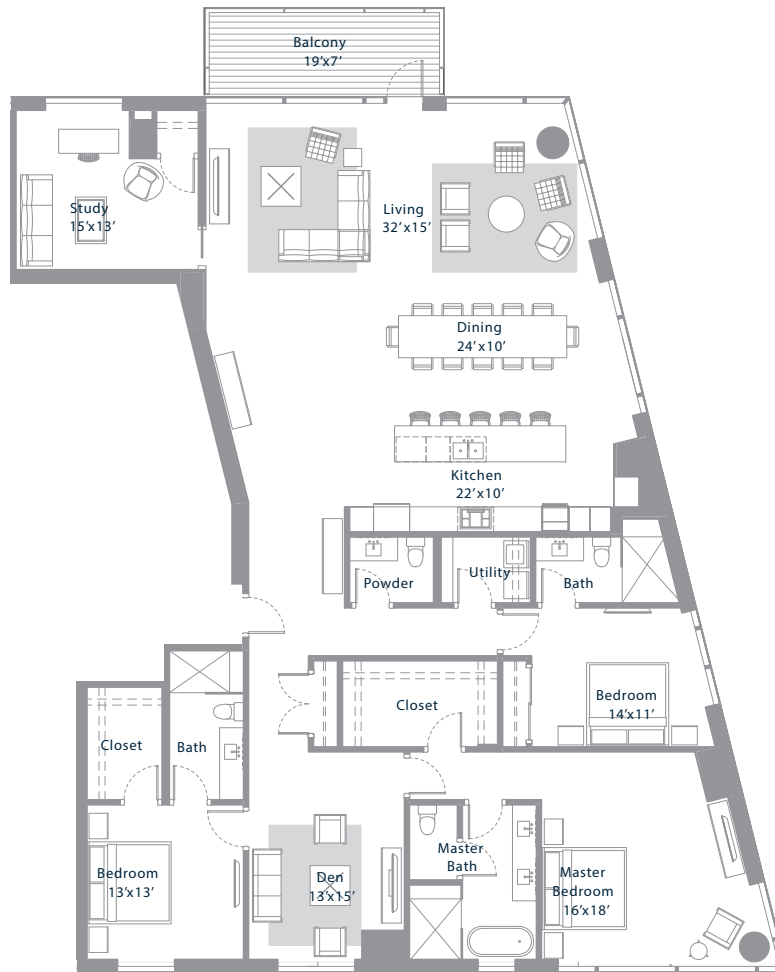 Balcony
19'x7'
Study
15'x13'
Living
32'x15'
Dining
24'x10'
Kitchen
22'x10'
Powder
Utility
Bath
Bedroom
14'x11'
Closet
Closet
Bath
Bedroom
13'x13'
Den
13'x15'
Master
Bath
Master
Bedroom
16'x18'